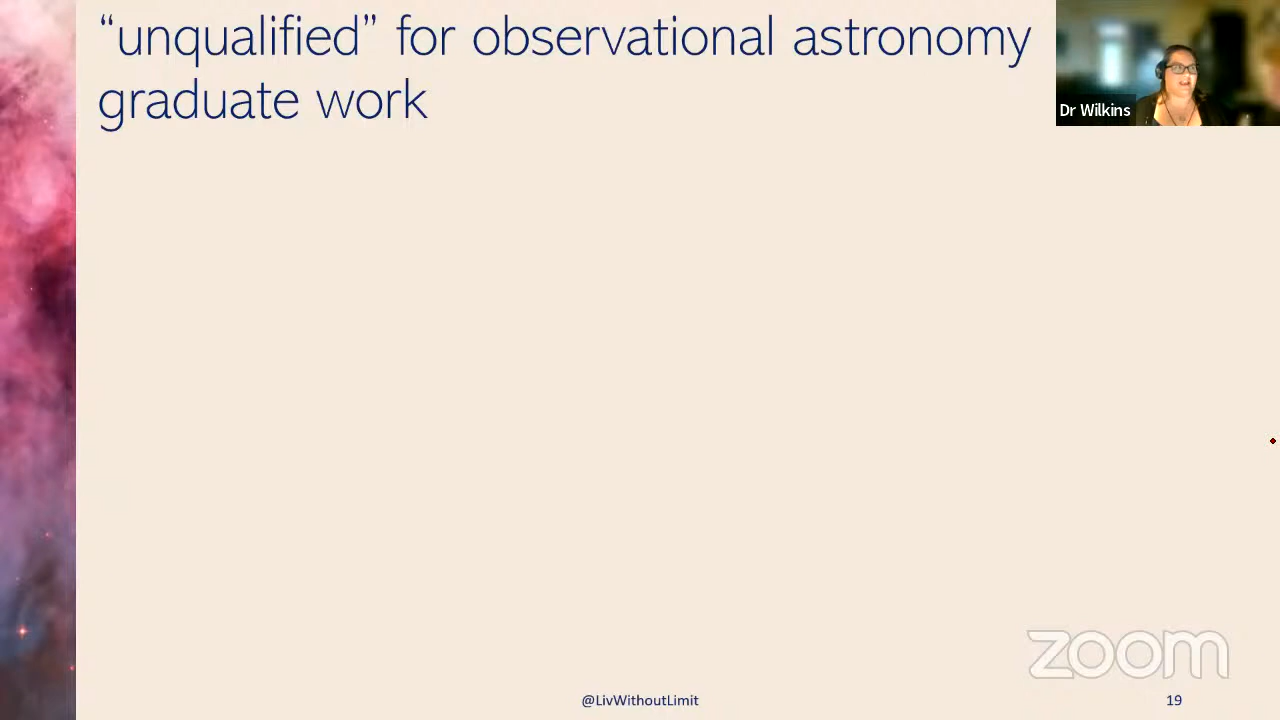 “unqualified” for observational astronomy
graduate work
Dr Wilkins
zoom
@LivWithoutLimit
19